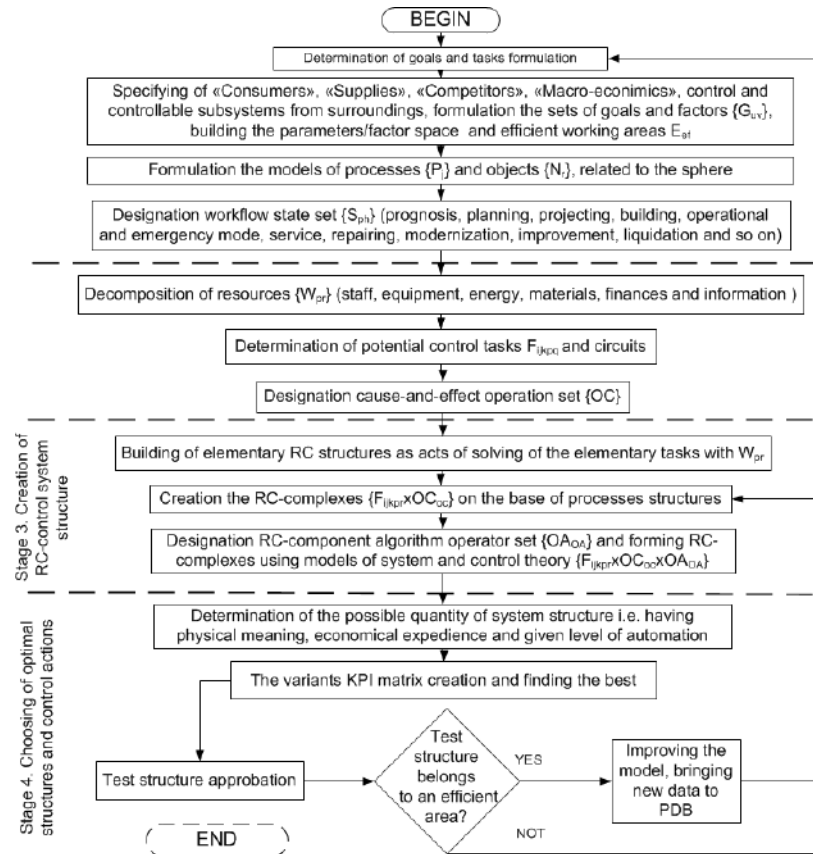 BEGIN
Determination of goals and tasks formulation
Specifying of «Consumers», «Supplies», «Competitors», «Macro-econimics», control and
controllable subsystems from surroundings, formulation the sets of goals and factors {Guv},
building the parameters/factor space and efficient working areas Eef
Formulation the models of processes {Pj} and objects {Nr}, related to the sphere
Designation workflow state set {Sph} (prognosis, planning, projecting, building, operational
and emergency mode, service, repairing, modernization, improvement, liquidation and so on)
Decomposition of resources {Wpr} (staff, equipment, energy, materials, finances and information )
Determination of potential control tasks Fijkpq and circuits
Designation cause-and-effect operation set {OC}
Stage 3. Creation of
RC-control system
structure
Building of elementary RC structures as acts of solving of the elementary tasks with Wpr
Creation the RC-complexes {FijkprxOCoc} on the base of processes structures
Designation RC-component algorithm operator set {OAOA} and forming RC-
complexes using models of system and control theory {FijkprxOCocxOAOA}
Stage 4. Choosing of optimal
structures and control actions
Determination of the possible quantity of system structure i.e. having
physical meaning, economical expedience and given level of automation
The variants KPI matrix creation and finding the best
Test structure approbation
Test
structure
belongs
to an efficient
area?
YES
NOT
Improving the
model, bringing
new data to
PDB
END